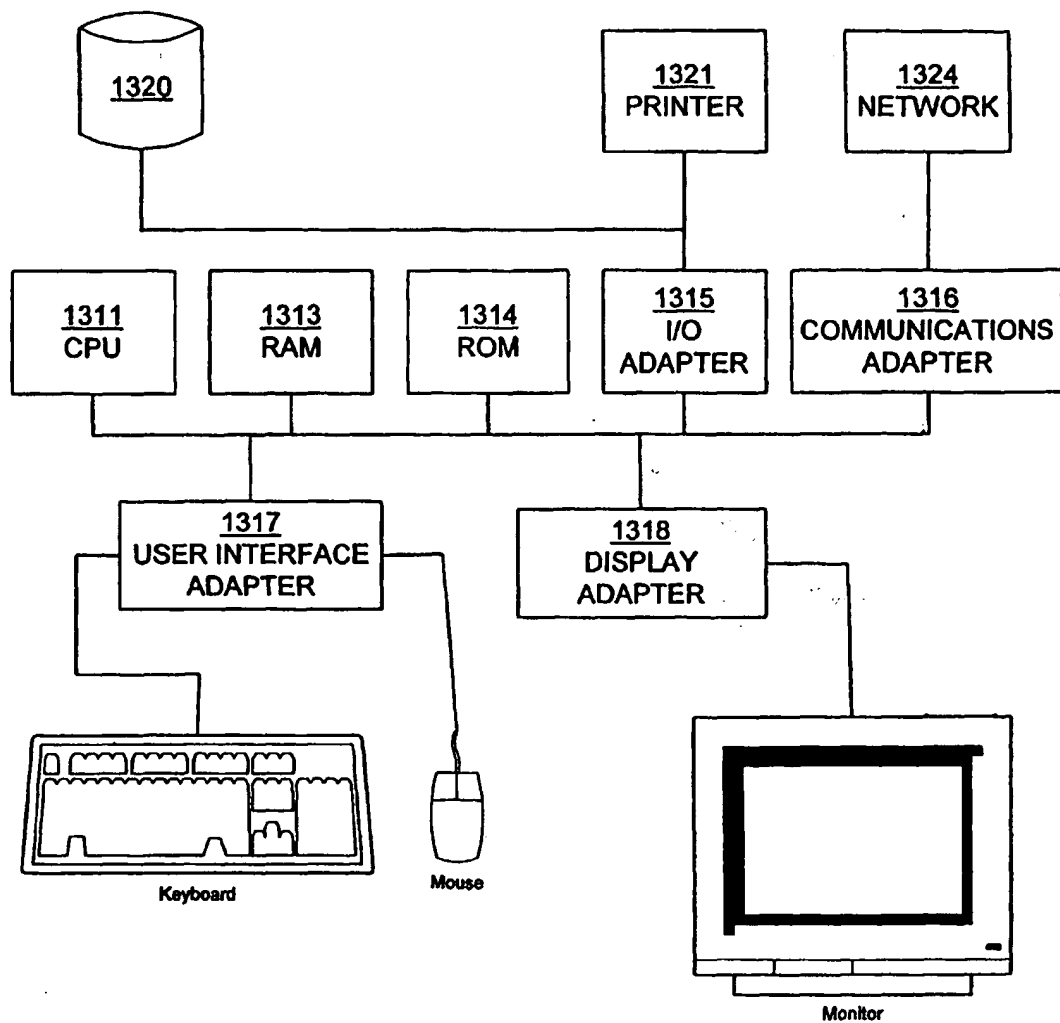 1320
1321
PRINTER
1324
NETWORK
1311
CPU
1313
RAM
1314
ROM
1315
I/O
ADAPTER
1316
COMMUNICATIONS
ADAPTER
1317
USER INTERFACE
ADAPTER
1318
DISPLAY
ADAPTER
Keyboard
Mouse
Monitor